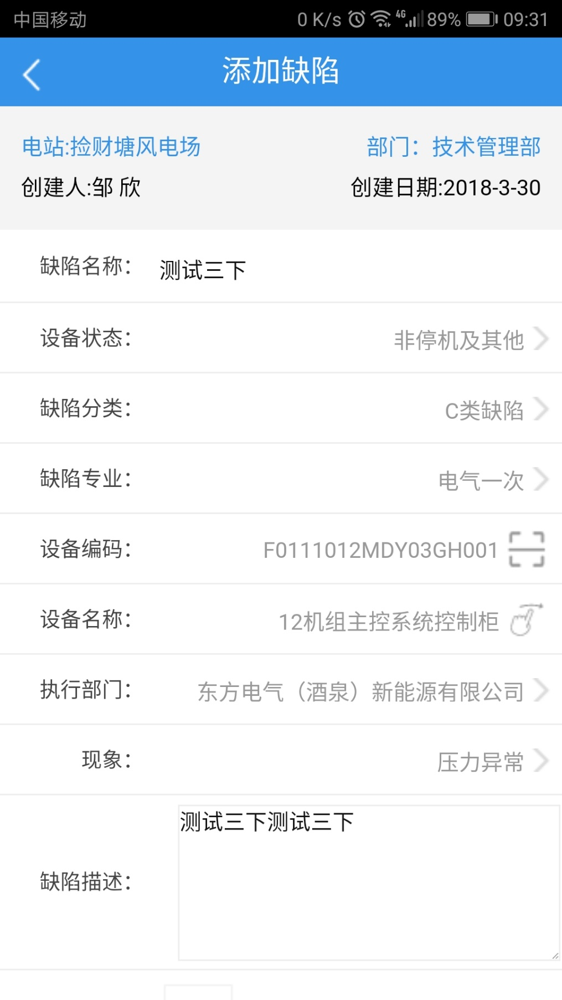 中国移动 0 K/s 4G 89% 09:31
添加缺陷
电站:捡财塘风电场 部门：技术管理部
创建人:邹 欣 创建日期:2018-3-30
缺陷名称： 测试三下
设备状态： 非停机及其他
缺陷分类： C类缺陷
缺陷专业： 电气一次
设备编码： F0111012MDY03GH001
设备名称： 12机组主控系统控制柜
执行部门： 东方电气（酒泉）新能源有限公司
现象： 压力异常
缺陷描述： 测试三下测试三下